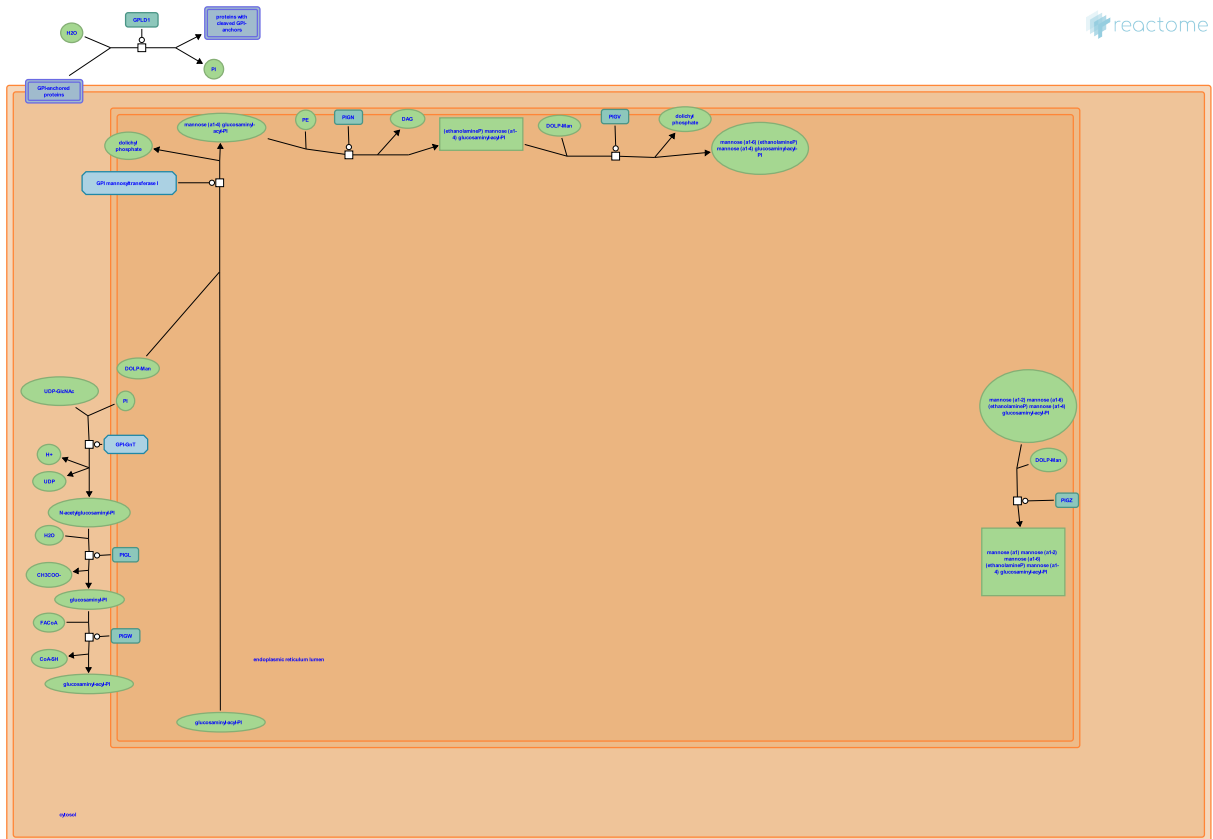 GPLD1
proteins with
cleaved GPI-
anchors
H2O
PI
reactome
GPI-anchored
proteins
mannose (a1-4) glucosaminyl-
acyl-PI
PE
PIGN
DAG
(ethanolamineP) mannose (a1-
4) glucosaminyl-acyl-PI
DOLP-Man
PIGV
dolichyl
phosphate
mannose (a1-6) (ethanolamineP)
mannose (a1-4) glucosaminyl-acyl-
PI
dolichyl
phosphate
GPI mannosyltransferase I
DOLP-Man
UDP-GlcNAc
PI
GPI-GnT
H+
UDP
N-acetylglucosaminyl-PI
H2O
PIGL
CH3COO-
glucosaminyl-PI
FACoA
PIGW
CoA-SH
glucosaminyl-acyl-PI
glucosaminyl-acyl-PI
endoplasmic reticulum lumen
mannose (a1-2) mannose (a1-6)
(ethanolamineP) mannose (a1-4)
glucosaminyl-acyl-PI
DOLP-Man
PIGZ
mannose (a1) mannose (a1-2)
mannose (a1-6)
(ethanolamineP) mannose (a1-
4) glucosaminyl-acyl-PI
cytosol